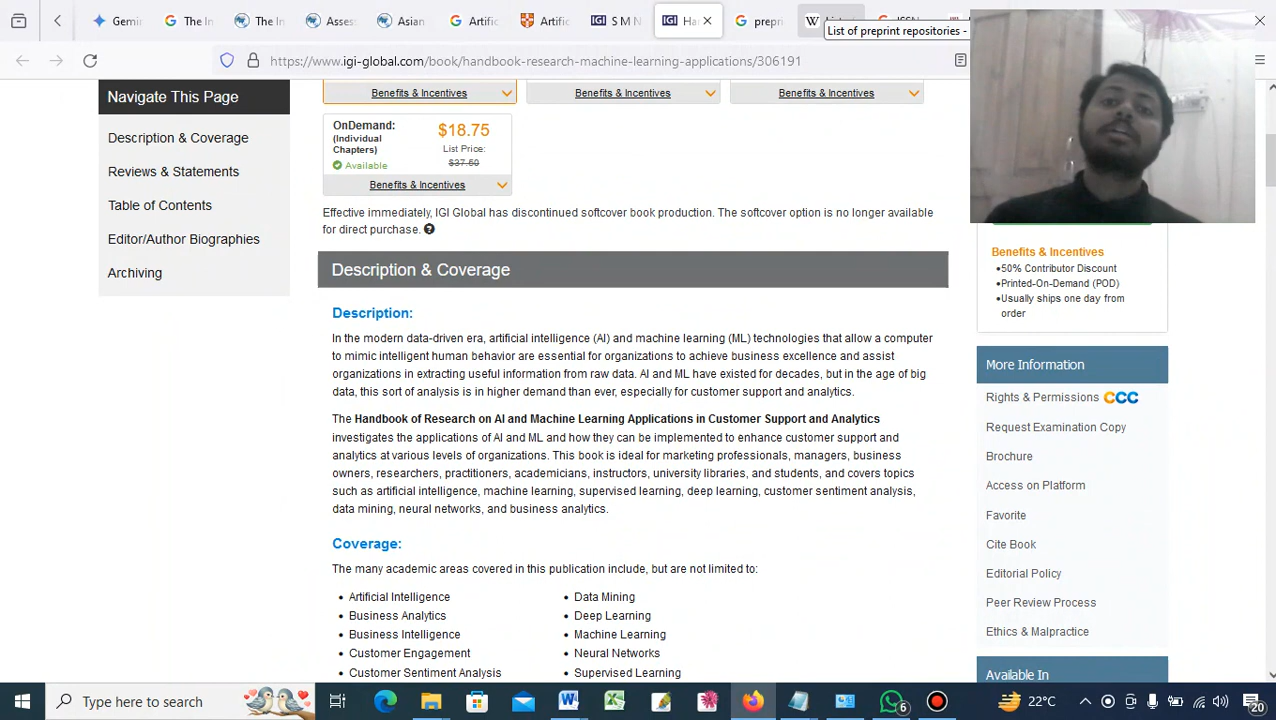 Gemi
The In
The In
Asses
Asian
Artific
Artific
IGI S M N
IGI Ha
prepri
W List
List of preprint repositories -
https://www.igi-global.com/book/handbook-research-machine-learning-applications/306191
Navigate This Page
Description & Coverage
Reviews & Statements
Table of Contents
Editor/Author Biographies
Archiving
Benefits & Incentives
Benefits & Incentives
Benefits & Incentives
OnDemand:
(Individual
Chapters)
Available
$18.75
List Price:
$37.50
Benefits & Incentives
Effective immediately, IGI Global has discontinued softcover book production. The softcover option is no longer available
for direct purchase.
Description & Coverage
Description:
In the modern data-driven era, artificial intelligence (AI) and machine learning (ML) technologies that allow a computer
to mimic intelligent human behavior are essential for organizations to achieve business excellence and assist
organizations in extracting useful information from raw data. AI and ML have existed for decades, but in the age of big
data, this sort of analysis is in higher demand than ever, especially for customer support and analytics.
The Handbook of Research on AI and Machine Learning Applications in Customer Support and Analytics
investigates the applications of AI and ML and how they can be implemented to enhance customer support and
analytics at various levels of organizations. This book is ideal for marketing professionals, managers, business
owners, researchers, practitioners, academicians, instructors, university libraries, and students, and covers topics
such as artificial intelligence, machine learning, supervised learning, deep learning, customer sentiment analysis,
data mining, neural networks, and business analytics.
Coverage:
The many academic areas covered in this publication include, but are not limited to:
• Artificial Intelligence
• Business Analytics
• Business Intelligence
• Customer Engagement
• Customer Sentiment Analysis
• Data Mining
• Deep Learning
• Machine Learning
• Neural Networks
• Supervised Learning
Benefits & Incentives
•50% Contributor Discount
•Printed-On-Demand (POD)
•Usually ships one day from
order
More Information
Rights & Permissions CCC
Request Examination Copy
Brochure
Access on Platform
Favorite
Cite Book
Editorial Policy
Peer Review Process
Ethics & Malpractice
Available In
Type here to search
6
22°C
20